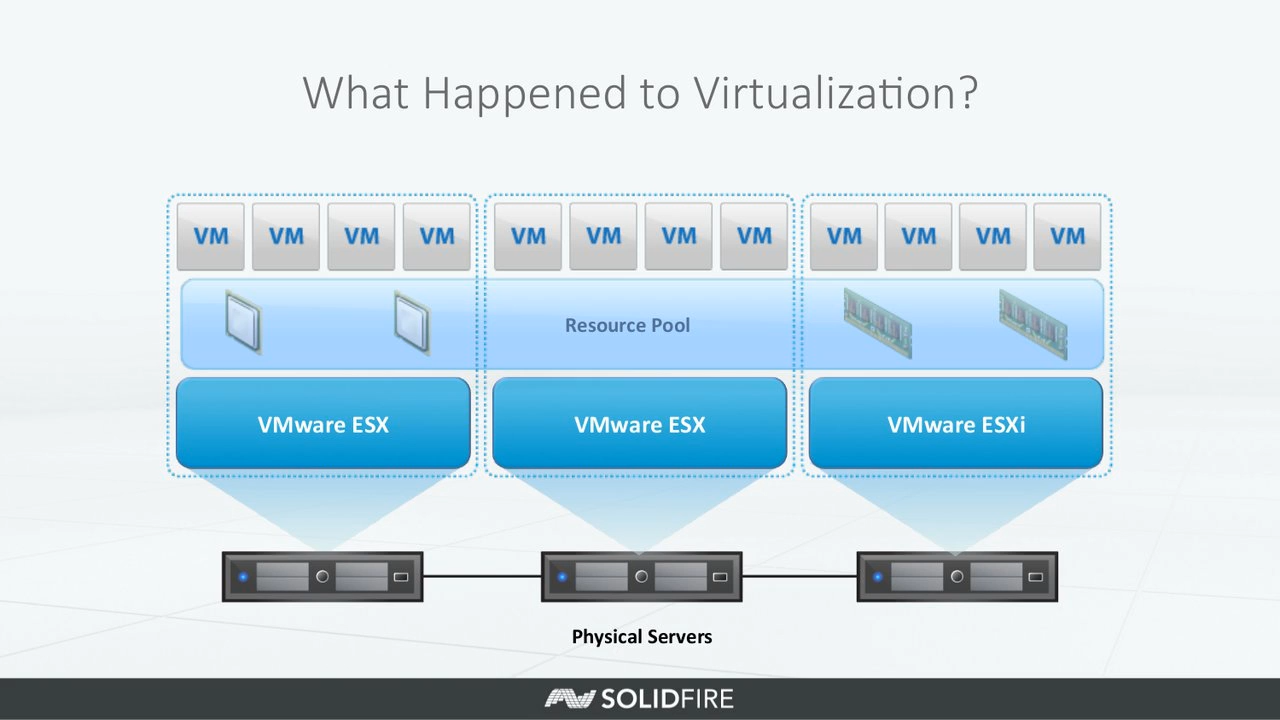 What Happened to Virtualization?
VM VM VM VM VM VM VM VM VM VM VM VM
Resource Pool
VMware ESX VMware ESX VMware ESXi
Physical Servers
SOLIDFIRE